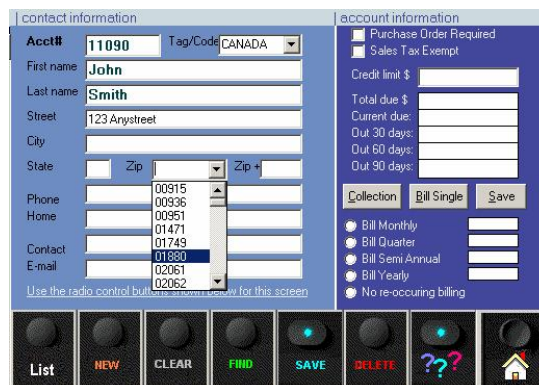 contact information
Acct# 11090 Tag/Code CANADA
First name John
Last name Smith
Street 123 Anystreet
City
State Zip Zip +
00915
00936
00951
01471
01749
01880
02061
02062
Phone
Home
Contact
E-mail
Use the radio control buttons shown below for this screen
account information
Purchase Order Required
Sales Tax Exempt
Credit limit $
Total due $
Current due:
Out 30 days:
Out 60 days:
Out 90 days:
Collection Bill Single Save
Bill Monthly
Bill Quarter
Bill Semi Annual
Bill Yearly
No re-occuring billing
List NEW CLEAR FIND SAVE DELETE ???